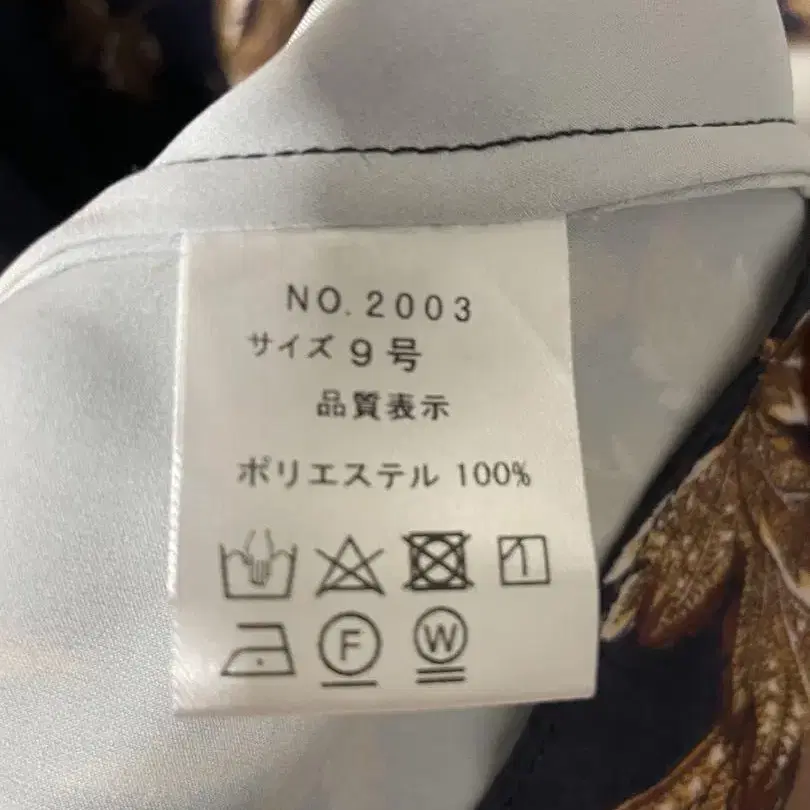 NO. 2003
サイズ 9 号
品質表示
ポリエステル 100%
F W